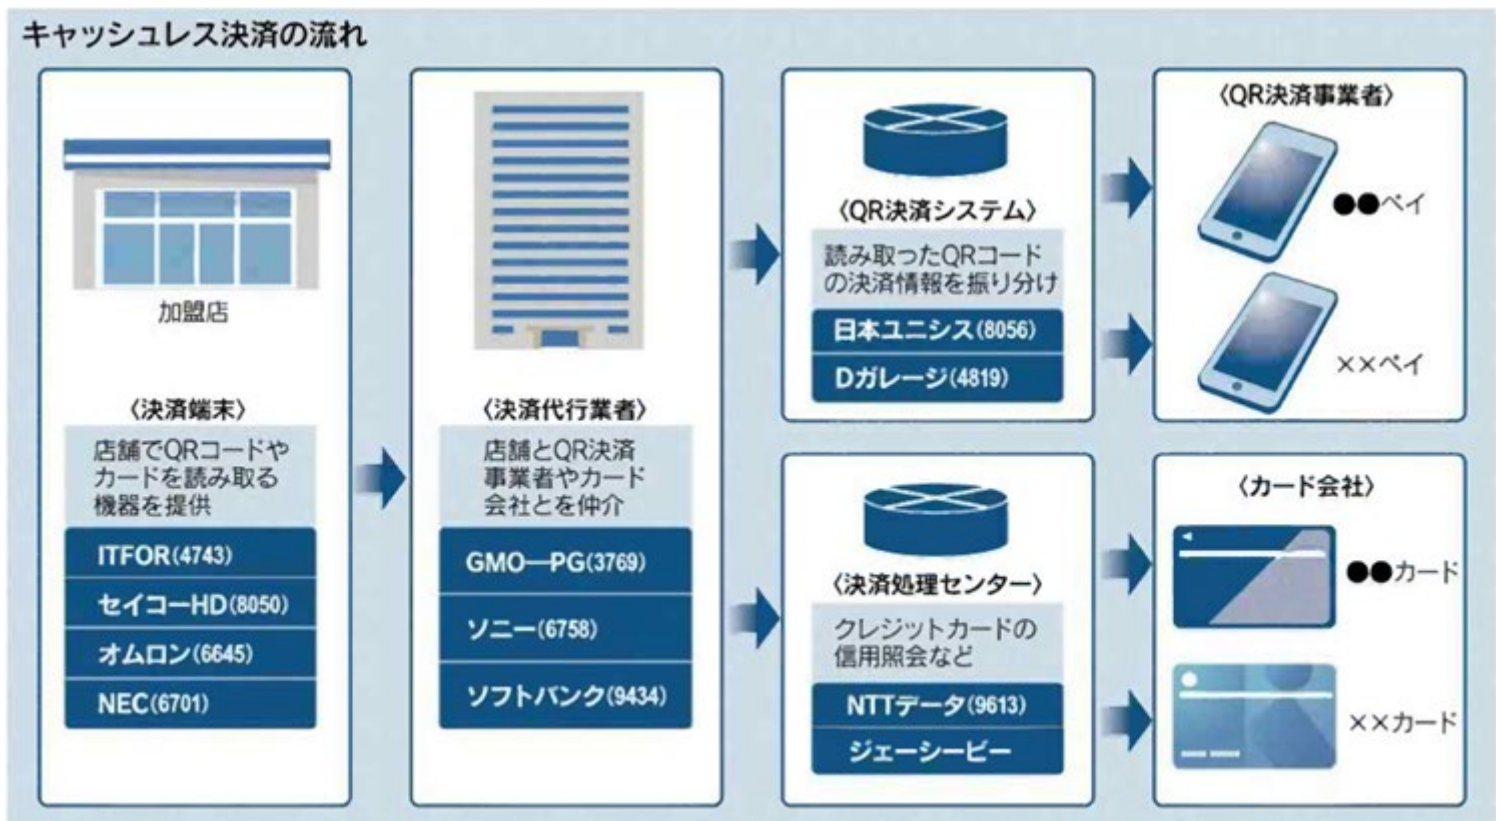 キャッシュレス決済の流れ
加盟店
〈決済端末〉
店舗でQRコードや
カードを読み取る
機器を提供
ITFOR(4743)
セイコーHD(8050)
オムロン(6645)
NEC(6701)
〈決済代行業者〉
店舗とQR決済
事業者やカード
会社とを仲介
GMO―PG(3769)
ソニー(6758)
ソフトバンク(9434)
〈QR決済システム〉
読み取ったQRコード
の決済情報を振り分け
日本ユニシス(8056)
Dガレージ(4819)
〈QR決済事業者〉
●●ペイ
××ペイ
〈決済処理センター〉
クレジットカードの
信用照会など
NTTデータ(9613)
ジェーシービー
〈カード会社〉
●●カード
××カード